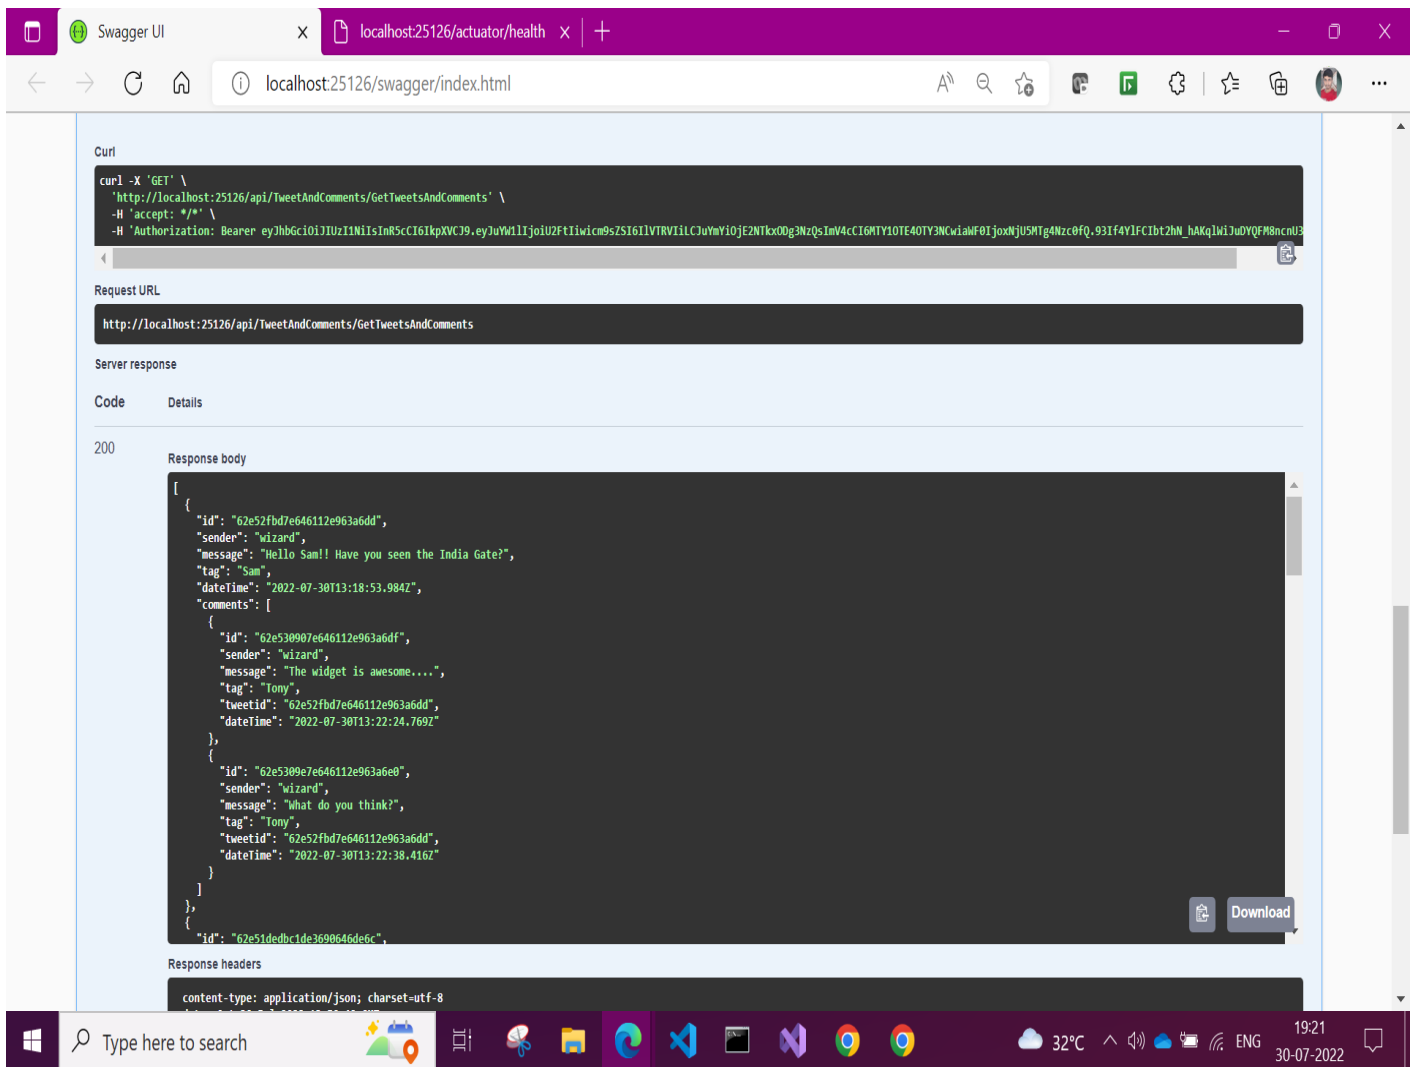 Swagger UI
localhost:25126/actuator/health
localhost:25126/swagger/index.html
Curl
curl -X 'GET' \
'http://localhost:25126/api/TweetAndComments/GetTweetsAndComments' \
-H 'accept: */*' \
-H 'Authorization: Bearer
Request URL
http://localhost:25126/api/TweetAndComments/GetTweetsAndComments
Server response
Code Details
200
Response body
[
{
"id": "62e52fbd7e646112e963a6dd",
"sender": "wizard",
"message": "Hello Sam!! Have you seen the India Gate?",
"tag": "Sam",
"dateTime": "2022-07-30T13:18:53.984Z",
"comments": [
{
"id": "62e530907e646112e963a6df",
"sender": "wizard",
"message": "The widget is awesome....",
"tag": "Tony",
"tweetid": "62e52fbd7e646112e963a6dd",
"dateTime": "2022-07-30T13:22:24.769Z"
},
{
"id": "62e5309e7e646112e963a6e0",
"sender": "wizard",
"message": "What do you think?",
"tag": "Tony",
"tweetid": "62e52fbd7e646112e963a6dd",
"dateTime": "2022-07-30T13:22:38.416Z"
}
]
},
{
"id": "62e51dedbc1de3690646de6c",
Download
Response headers
content-type: application/json; charset=utf-8
Type here to search
32°C
ENG
19:21
30-07-2022